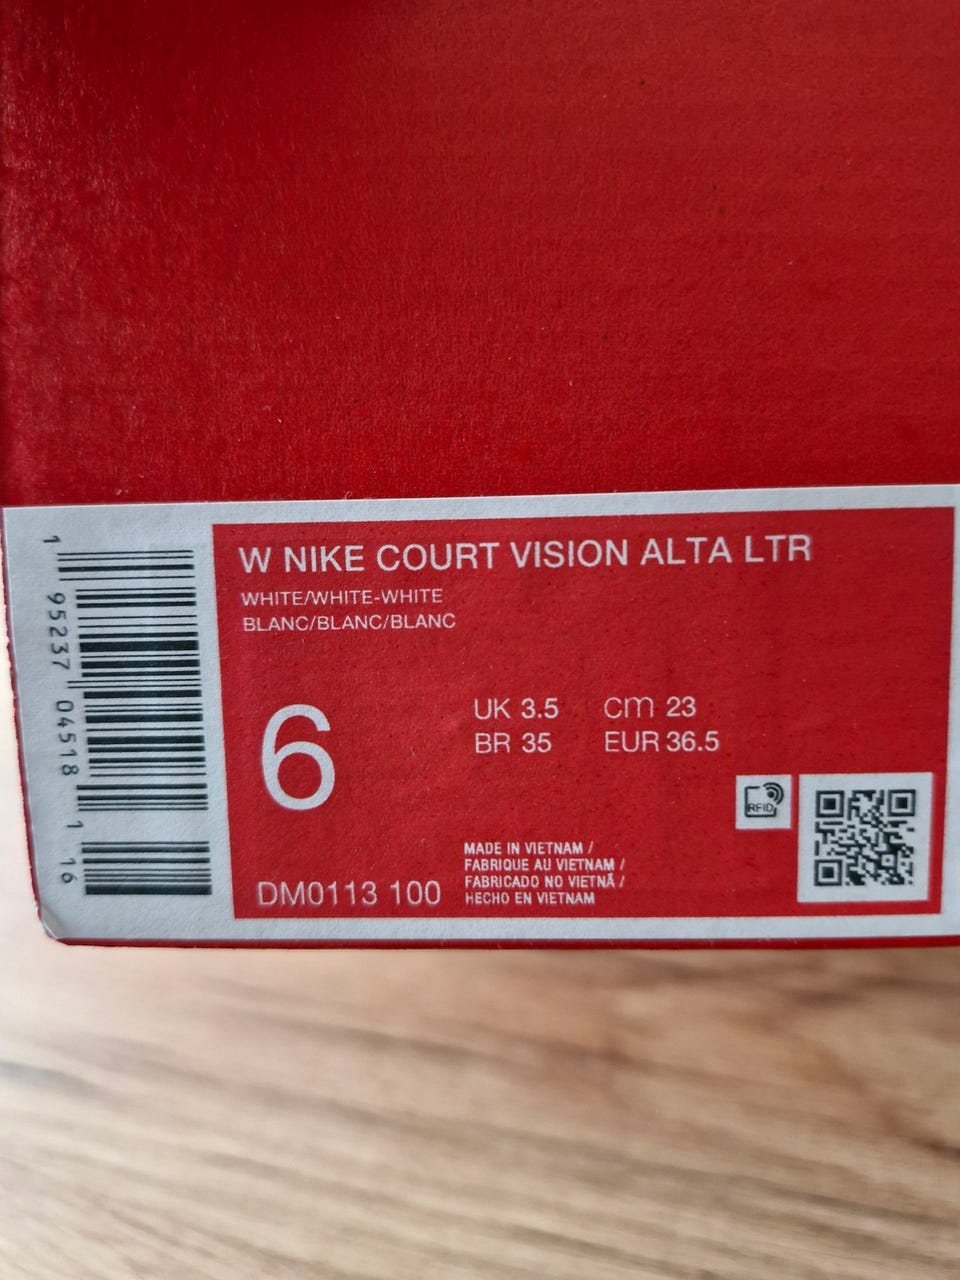 W NIKE COURT VISION ALTA LTR
WHITE/WHITE-WHITE
BLANC/BLANC/BLANC
6
UK 3.5 cm 23
BR 35 EUR 36.5
RFID
MADE IN VIETNAM /
FABRIQUE AU VIETNAM /
FABRICADO NO VIETNÃ /
HECHO EN VIETNAM
DM0113 100
1 95237 04518 1 16